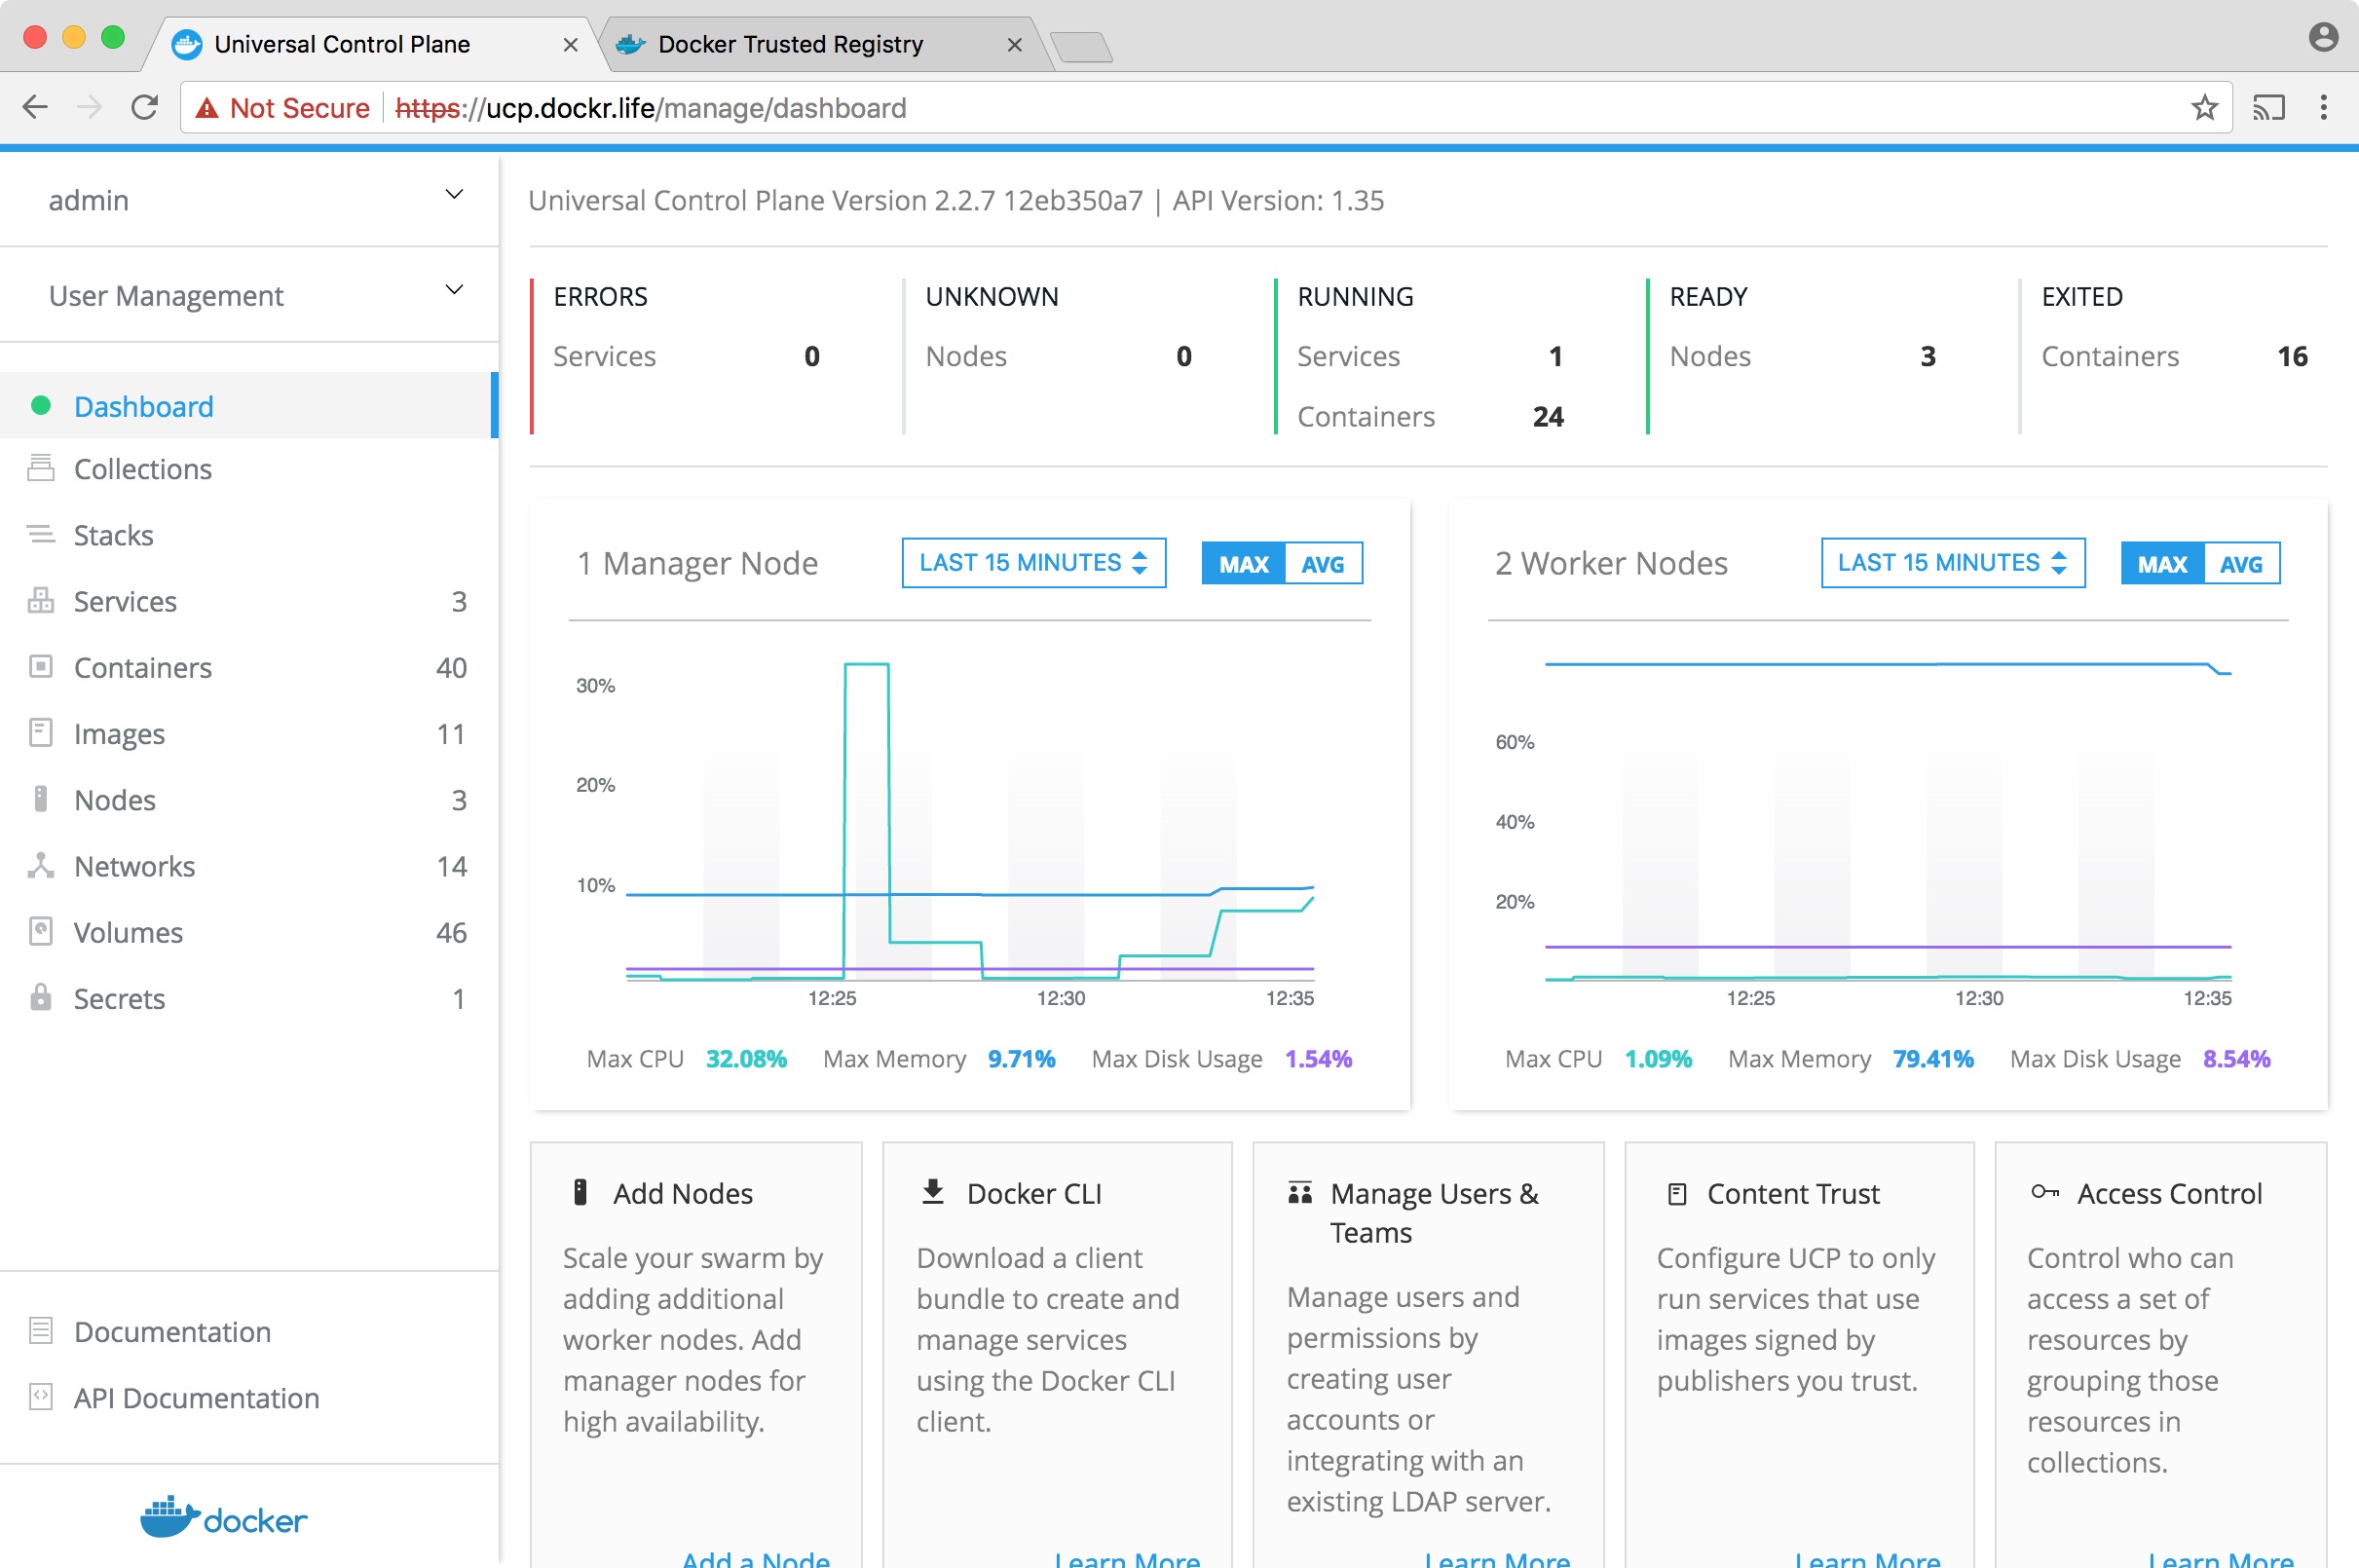 Universal Control Plane
Docker Trusted Registry
Not Secure
https://ucp.dockr.life/manage/dashboard
admin
User Management
Dashboard
Collections
Stacks
Services 3
Containers 40
Images 11
Nodes 3
Networks 14
Volumes 46
Secrets 1
Documentation
API Documentation
docker
Universal Control Plane Version 2.2.7 12eb350a7 | API Version: 1.35
ERRORS
Services 0
UNKNOWN
Nodes 0
RUNNING
Services 1
Containers 24
READY
Nodes 3
EXITED
Containers 16
1 Manager Node
LAST 15 MINUTES
MAX AVG
30%
20%
10%
12:25 12:30 12:35
Max CPU 32.08% Max Memory 9.71% Max Disk Usage 1.54%
2 Worker Nodes
LAST 15 MINUTES
MAX AVG
60%
40%
20%
12:25 12:30 12:35
Max CPU 1.09% Max Memory 79.41% Max Disk Usage 8.54%
Add Nodes
Scale your swarm by
adding additional
worker nodes. Add
manager nodes for
high availability.
Add a Node
Docker CLI
Download a client
bundle to create and
manage services
using the Docker CLI
client.
Learn More
Manage Users &
Teams
Manage users and
permissions by
creating user
accounts or
integrating with an
existing LDAP server.
Learn More
Content Trust
Configure UCP to only
run services that use
images signed by
publishers you trust.
Learn More
Access Control
Control who can
access a set of
resources by
grouping those
resources in
collections.
Learn More